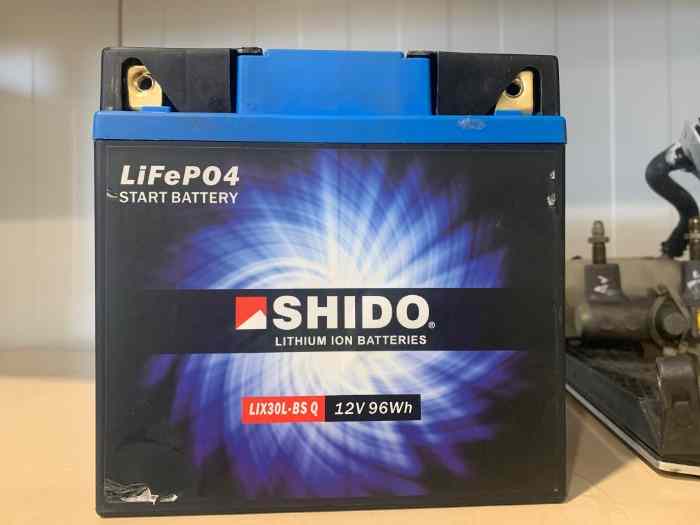 LiFePO4
START BATTERY
SHIDO®
LITHIUM ION BATTERIES
LIX30L-BS Q 12V 96Wh